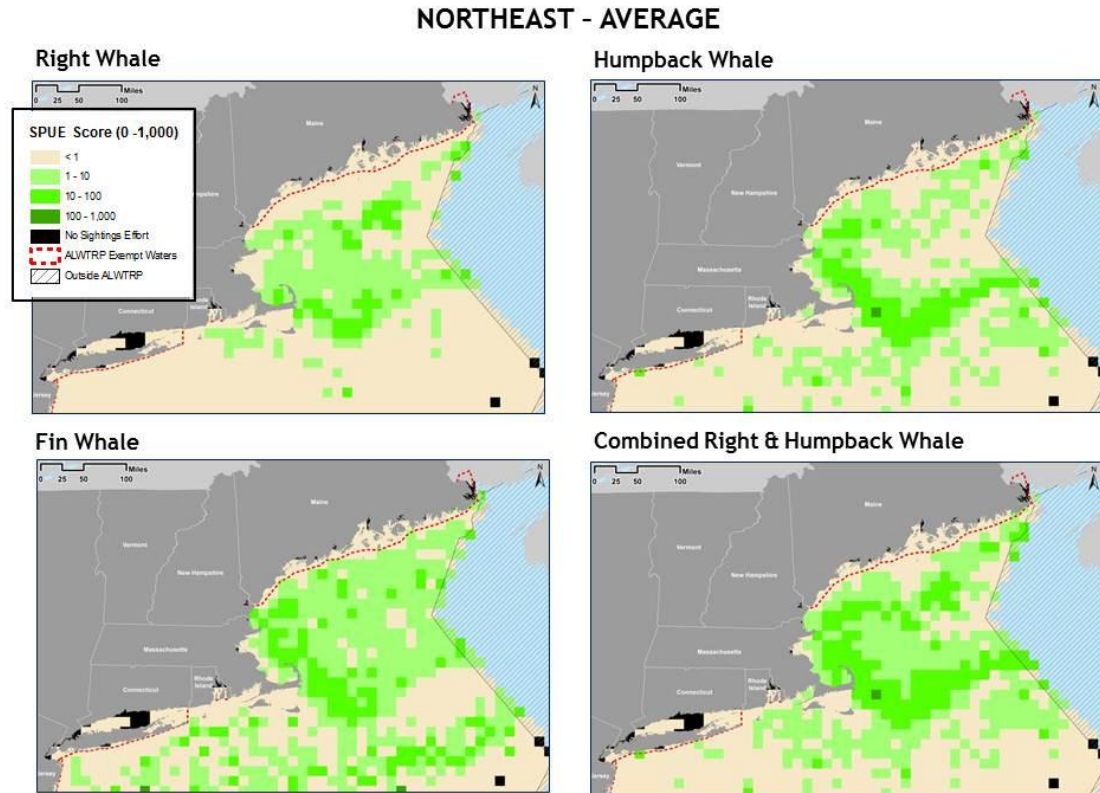 NORTHEAST - AVERAGE
Right Whale
Miles
0 25 50 100
N
Maine
SPUE Score (0 -1,000)
< 1
1 - 10
10 - 100
100 - 1,000
No Sightings Effort
ALWTRP Exempt Waters
Outside ALWTRP
Connecticut
Rhode
Island
Humpback Whale
Miles
0 25 50 100
N
Maine
Vermont
New Hampshire
Massachusetts
Connecticut
Rhode
Island
Jersey
Fin Whale
Miles
0 25 50 100
N
Maine
Vermont
New Hampshire
Massachusetts
Connecticut
Rhode
Island
Jersey
Combined Right & Humpback Whale
Miles
0 25 50 100
N
Maine
Vermont
New Hampshire
Massachusetts
Connecticut
Rhode
Island
Jersey